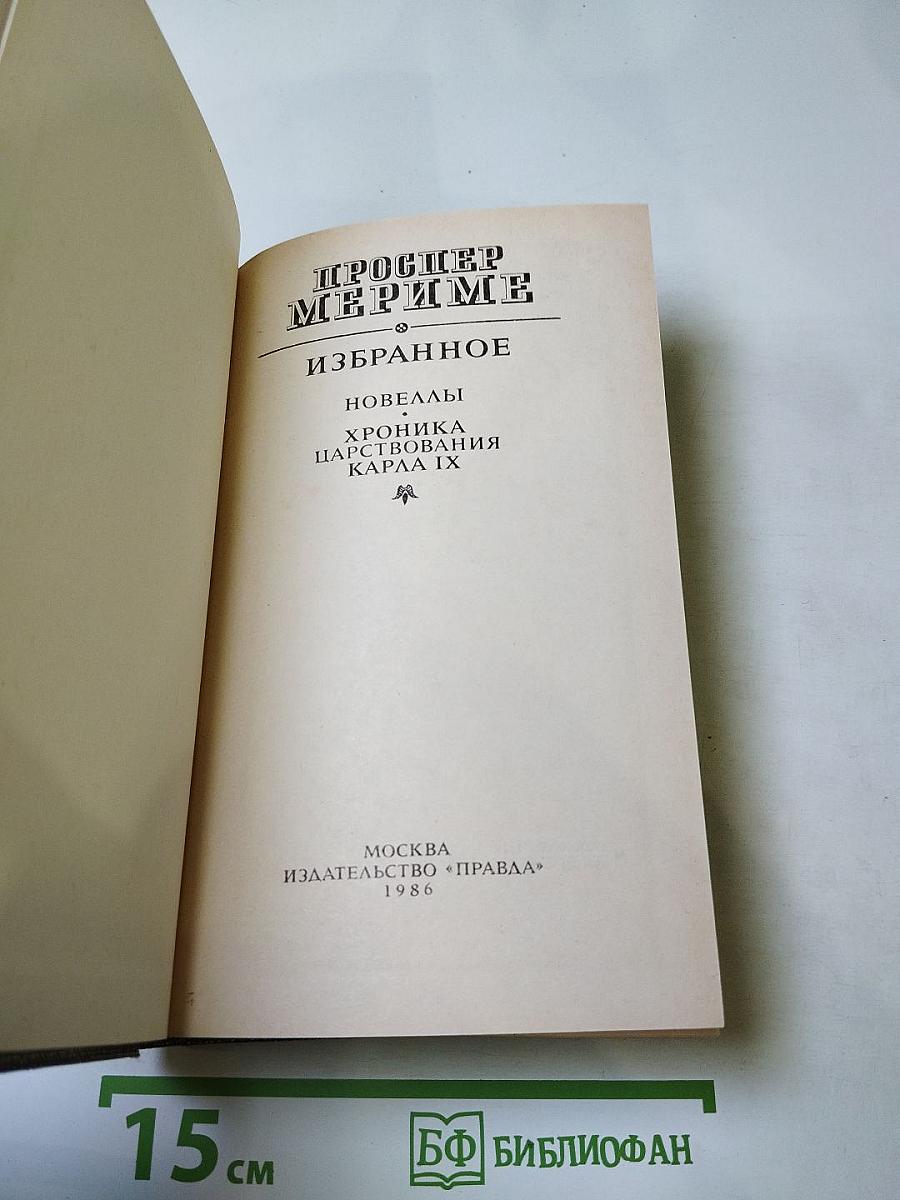 ПРОСПЕР
МЕРИМЕ
ИЗБРАННОЕ
НОВЕЛЛЫ
•
ХРОНИКА
ЦАРСТВОВАНИЯ
КАРЛА IX
МОСКВА
ИЗДАТЕЛЬСТВО «ПРАВДА»
1986
15 см
БФ БИБЛИОФАН